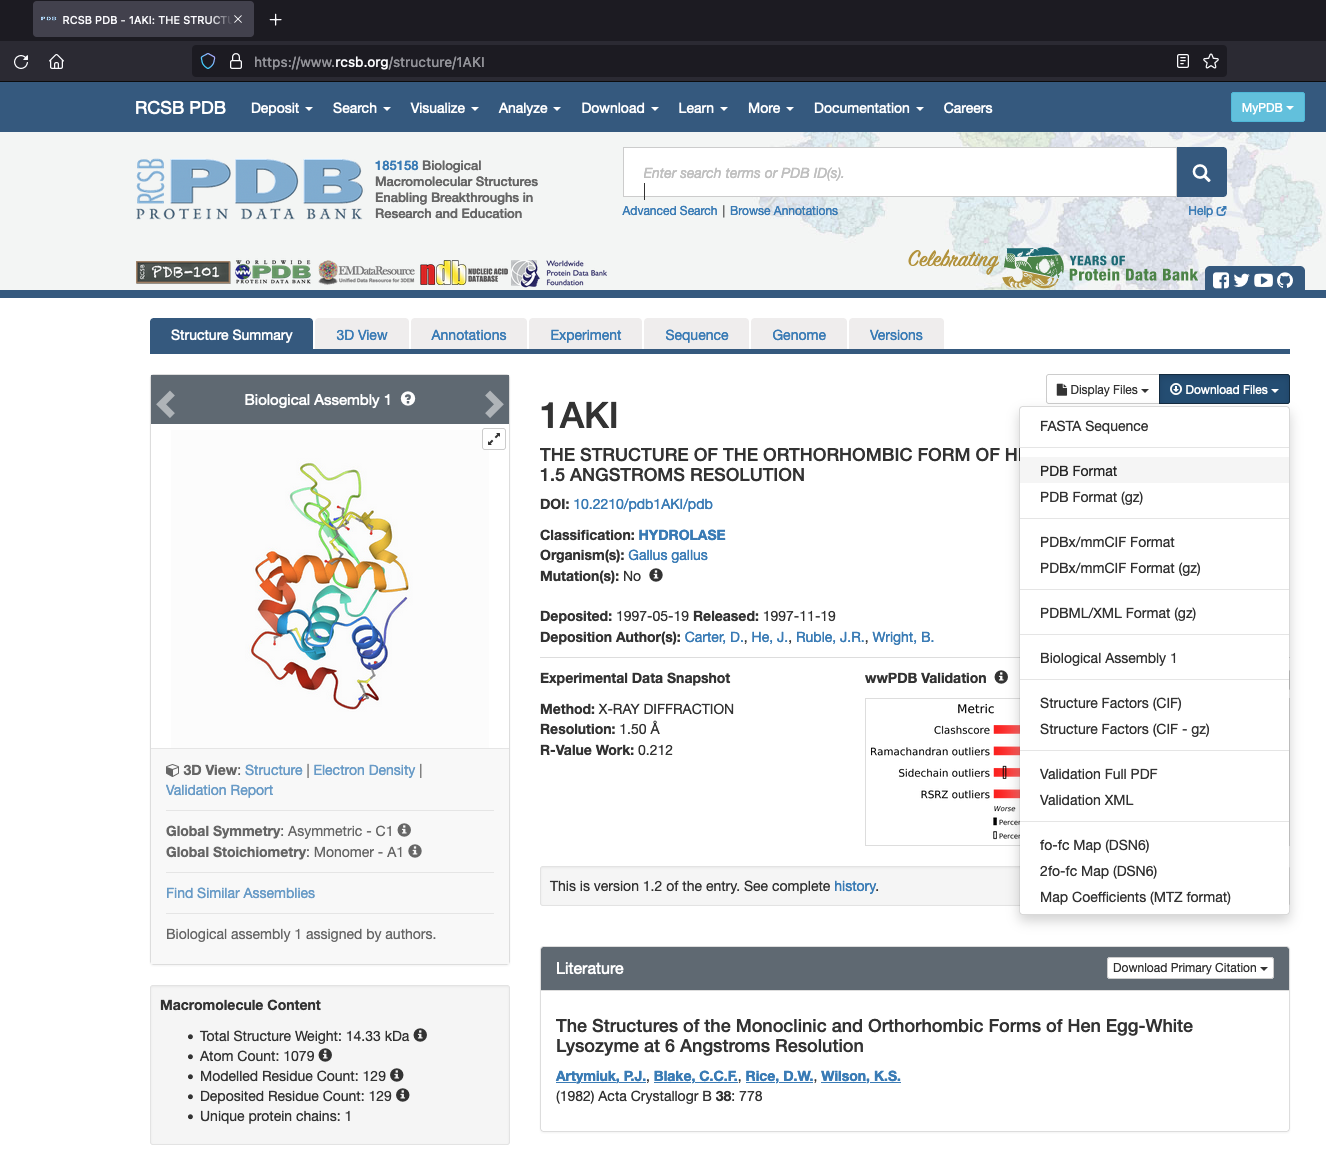 PDB RCSB PDB - 1AKI: THE STRUCT
https://www.rcsb.org/structure/1AKI
RCSB PDB Deposit Search Visualize Analyze Download Learn More Documentation Careers MyPDB
RCSB PDB
PROTEIN DATA BANK
185158 Biological
Macromolecular Structures
Enabling Breakthroughs in
Research and Education
Enter search terms or PDB ID(s).
Advanced Search | Browse Annotations
Help
RCSB PDB-101
WORLDWIDE PDB PROTEIN DATA BANK
EMDataResource
Unified Data Resource for 3DEM
ndb NUCLEIC ACID DATABASE
Worldwide
Protein Data Bank
Foundation
Celebrating
YEARS OF
Protein Data Bank
Structure Summary 3D View Annotations Experiment Sequence Genome Versions
Biological Assembly 1
3D View: Structure | Electron Density |
Validation Report
Global Symmetry: Asymmetric - C1
Global Stoichiometry: Monomer - A1
Find Similar Assemblies
Biological assembly 1 assigned by authors.
Macromolecule Content
• Total Structure Weight: 14.33 kDa
• Atom Count: 1079
• Modelled Residue Count: 129
• Deposited Residue Count: 129
• Unique protein chains: 1
Display Files Download Files
1AKI
THE STRUCTURE OF THE ORTHORHOMBIC FORM OF H
1.5 ANGSTROMS RESOLUTION
DOI: 10.2210/pdb1AKI/pdb
Classification: HYDROLASE
Organism(s): Gallus gallus
Mutation(s): No
Deposited: 1997-05-19 Released: 1997-11-19
Deposition Author(s): Carter, D., He, J., Ruble, J.R., Wright, B.
Experimental Data Snapshot
Method: X-RAY DIFFRACTION
Resolution: 1.50 Å
R-Value Work: 0.212
wwPDB Validation
Metric
Clashscore
Ramachandran outliers
Sidechain outliers
RSRZ outliers
Worse
Percen
Percen
FASTA Sequence
PDB Format
PDB Format (gz)
PDBx/mmCIF Format
PDBx/mmCIF Format (gz)
PDBML/XML Format (gz)
Biological Assembly 1
Structure Factors (CIF)
Structure Factors (CIF - gz)
Validation Full PDF
Validation XML
fo-fc Map (DSN6)
2fo-fc Map (DSN6)
Map Coefficients (MTZ format)
This is version 1.2 of the entry. See complete history.
Literature
Download Primary Citation
The Structures of the Monoclinic and Orthorhombic Forms of Hen Egg-White
Lysozyme at 6 Angstroms Resolution
Artymiuk, P.J., Blake, C.C.F., Rice, D.W., Wilson, K.S.
(1982) Acta Crystallogr B 38: 778